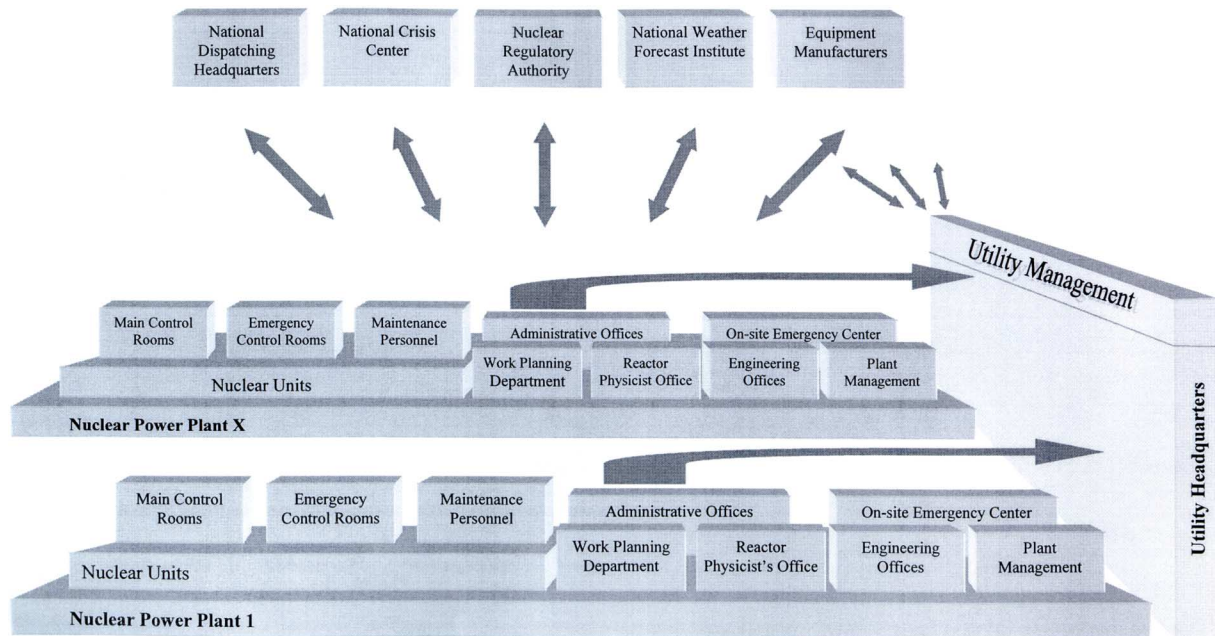 National
Dispatching
Headquarters
National Crisis
Center
Nuclear
Regulatory
Authority
National Weather
Forecast Institute
Equipment
Manufacturers
Utility Management
Utility Headquarters
Main Control
Rooms
Emergency
Control Rooms
Maintenance
Personnel
Administrative Offices
On-site Emergency Center
Work Planning
Department
Reactor
Physicist Office
Engineering
Offices
Plant
Management
Nuclear Units
Nuclear Power Plant X
Main Control
Rooms
Emergency
Control Rooms
Maintenance
Personnel
Administrative Offices
On-site Emergency Center
Work Planning
Department
Reactor
Physicist's Office
Engineering
Offices
Plant
Management
Nuclear Units
Nuclear Power Plant 1